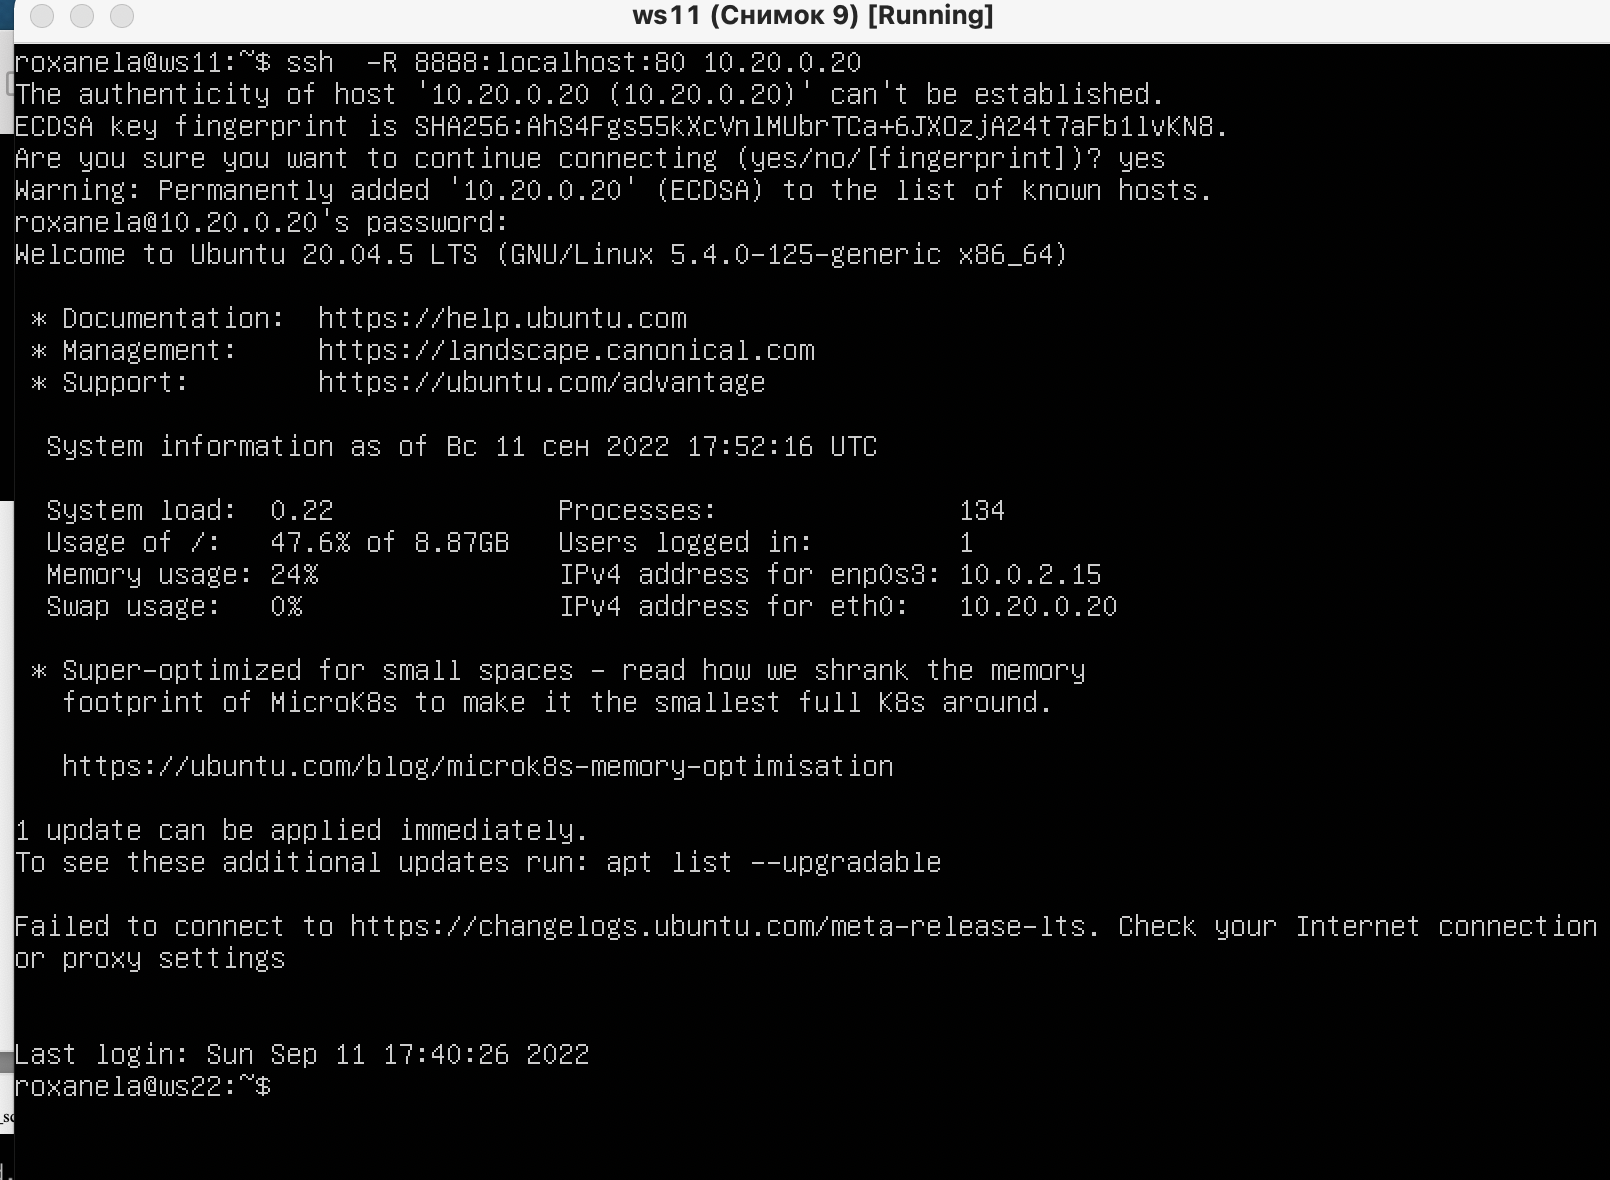 ws11 (Снимок 9) [Running]
roxanela@ws11:~$ ssh  -R 8888:localhost:80 10.20.0.20
The authenticity of host '10.20.0.20 (10.20.0.20)' can't be established.
ECDSA key fingerprint is SHA256:AhS4Fgs55kXcVnlMUbrTCa+6JXOzjA24t7aFb1lvKN8.
Are you sure you want to continue connecting (yes/no/[fingerprint])? yes
Warning: Permanently added '10.20.0.20' (ECDSA) to the list of known hosts.
roxanela@10.20.0.20's password:
Welcome to Ubuntu 20.04.5 LTS (GNU/Linux 5.4.0-125-generic x86_64)
* Documentation:  https://help.ubuntu.com
* Management:     https://landscape.canonical.com
* Support:        https://ubuntu.com/advantage
System information as of Вс 11 сен 2022 17:52:16 UTC
System load:  0.22              Processes:               134
Usage of /:   47.6% of 8.87GB   Users logged in:         1
Memory usage: 24%               IPv4 address for enp0s3: 10.0.2.15
Swap usage:   0%                IPv4 address for eth0:   10.20.0.20
* Super-optimized for small spaces - read how we shrank the memory
footprint of MicroK8s to make it the smallest full K8s around.
https://ubuntu.com/blog/microk8s-memory-optimisation
1 update can be applied immediately.
To see these additional updates run: apt list --upgradable
Failed to connect to https://changelogs.ubuntu.com/meta-release-lts. Check your Internet connection
or proxy settings
Last login: Sun Sep 11 17:40:26 2022
roxanela@ws22:~$